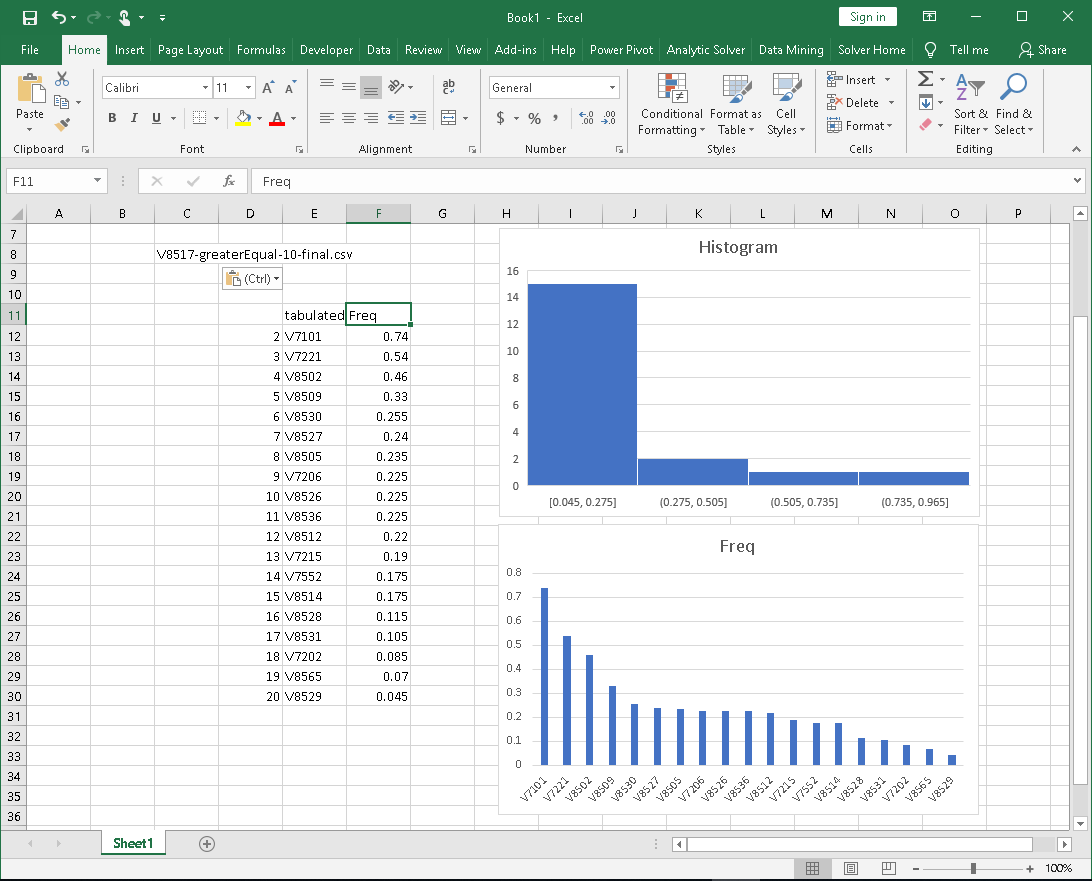 Book1 - Excel
Sign in
File Home Insert Page Layout Formulas Developer Data Review View Add-ins Help Power Pivot Analytic Solver Data Mining Solver Home Tell me Share
Paste
Clipboard
Calibri 11
B I U A
Font
ab
Alignment
General
$ % ,
Number
Conditional Formatting
Format as Table
Cell Styles
Styles
Insert
Delete
Format
Cells
Sort & Filter
Find & Select
Editing
F11 fx Freq
A B C D E F G H I J K L M N O P
7
8 V8517-greaterEqual-10-final.csv
9 (Ctrl)
10
11 tabulated Freq
12 2 V7101 0.74
13 3 V7221 0.54
14 4 V8502 0.46
15 5 V8509 0.33
16 6 V8530 0.255
17 7 V8527 0.24
18 8 V8505 0.235
19 9 V7206 0.225
20 10 V8526 0.225
21 11 V8536 0.225
22 12 V8512 0.22
23 13 V7215 0.19
24 14 V7552 0.175
25 15 V8514 0.175
26 16 V8528 0.115
27 17 V8531 0.105
28 18 V7202 0.085
29 19 V8565 0.07
30 20 V8529 0.045
31
32
33
34
35
36
Histogram
16
14
12
10
8
6
4
2
0
[0.045, 0.275] (0.275, 0.505] (0.505, 0.735] (0.735, 0.965]
Freq
0.8
0.7
0.6
0.5
0.4
0.3
0.2
0.1
0
V7101 V7221 V8502 V8509 V8530 V8527 V8505 V7206 V8526 V8536 V8512 V7215 V7552 V8514 V8528 V8531 V7202 V8565 V8529
Sheet1
100%